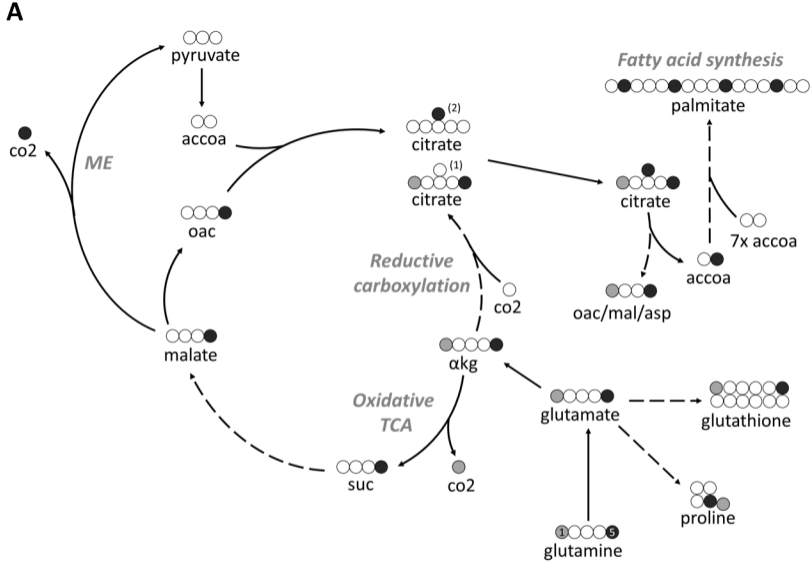 A
pyruvate
Fatty acid synthesis
palmitate
co2
ME
accoa
(2)
citrate
(1)
citrate
citrate
7x accoa
oac
accoa
Reductive
carboxylation
co2
oac/mal/asp
malate
αkg
Oxidative
TCA
glutamate
glutathione
suc
co2
proline
1
5
glutamine